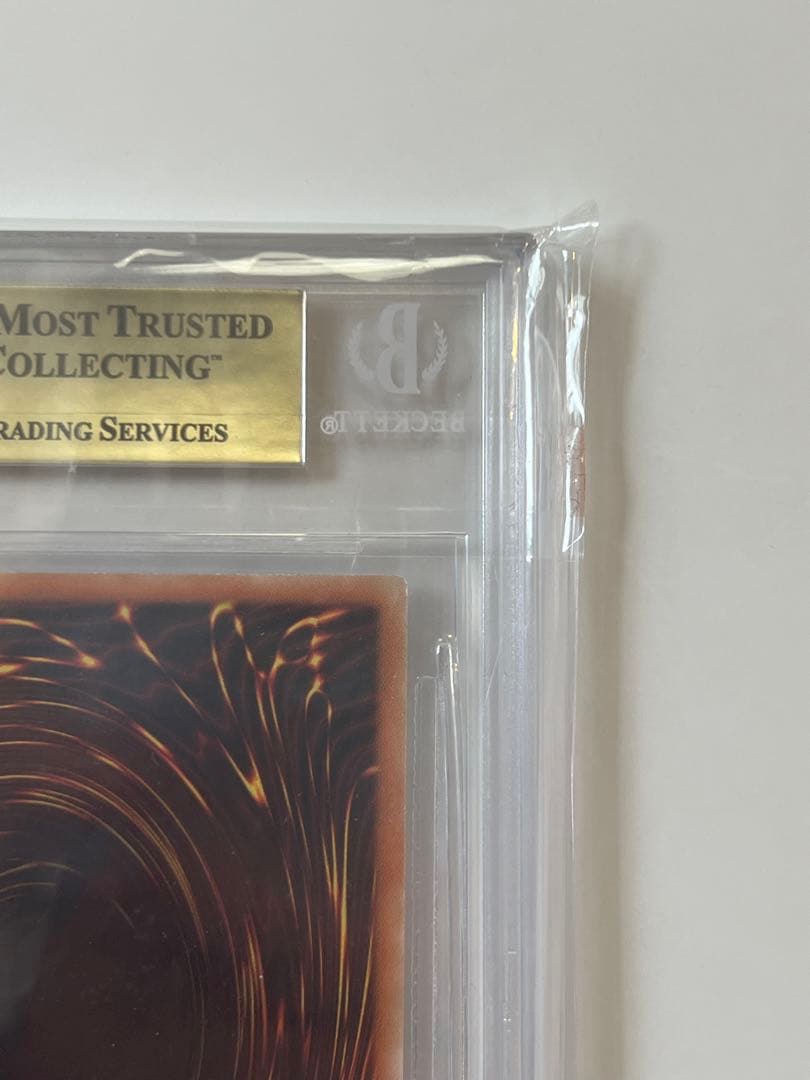 MOST TRUSTED
COLLECTING™
RADING SERVICES
B
BECKETT®